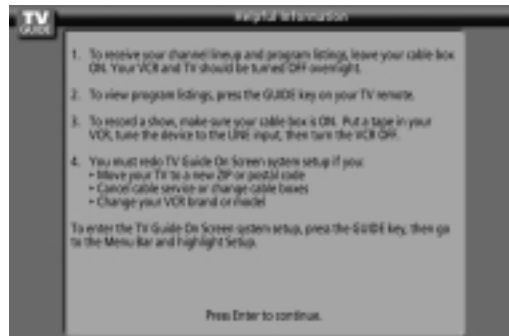 TV
GUIDE
Helpful Information
1. To receive your channel lineup and program listings, leave your cable box
ON. Your VCR and TV should be turned OFF overnight.
2. To view program listings, press the GUIDE key on your TV remote.
3. To record a show, make sure your cable box is ON. Put a tape in your
VCR, tune the device to the LINE input, then turn the VCR OFF.
4. You must redo TV Guide On Screen system setup if you:
• Move your TV to a new ZIP or postal code
• Cancel cable service or change cable boxes
• Change your VCR brand or model
To enter the TV Guide On Screen system setup, press the GUIDE key, then go
to the Menu Bar and highlight Setup.
Press Enter to continue.